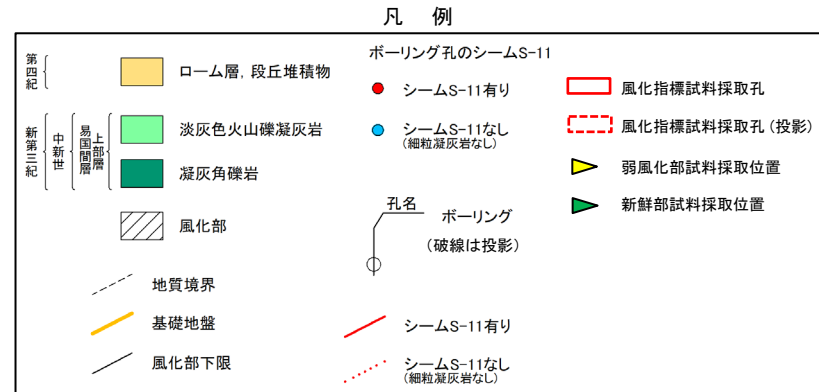 凡 例
第四紀
ローム層, 段丘堆積物
新第三紀
中新世
易国間層
上部層
淡灰色火山礫凝灰岩
凝灰角礫岩
風化部
地質境界
基礎地盤
風化部下限
ボーリング孔のシームS-11
シームS-11有り
シームS-11なし
(細粒凝灰岩なし)
孔名
ボーリング
(破線は投影)
シームS-11有り
シームS-11なし
(細粒凝灰岩なし)
風化指標試料採取孔
風化指標試料採取孔(投影)
弱風化部試料採取位置
新鮮部試料採取位置